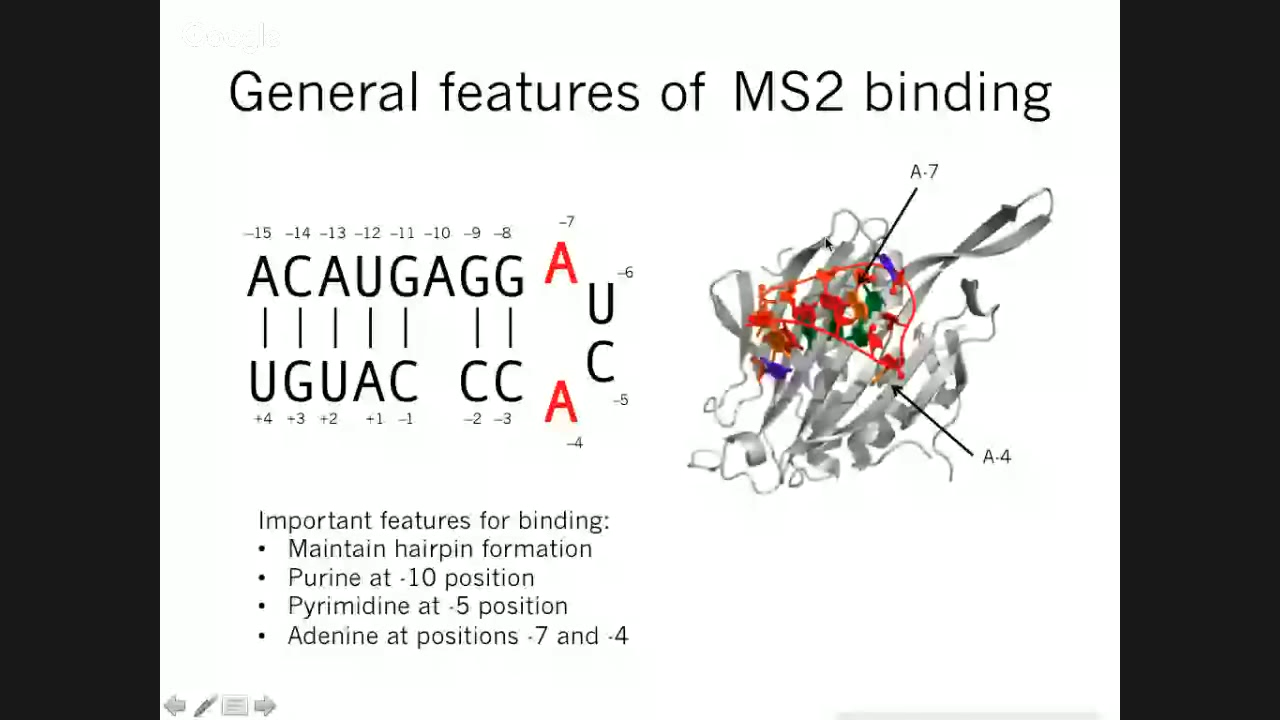 Google
General features of MS2 binding
A-7
-7
-15 -14 -13 -12 -11 -10 -9 -8
A
-6
ACAUGAGG
U
C
UGUAC CC
A
-5
+4 +3 +2 +1 -1 -2 -3
-4
A-4
Important features for binding:
• Maintain hairpin formation
• Purine at -10 position
• Pyrimidine at -5 position
• Adenine at positions -7 and -4